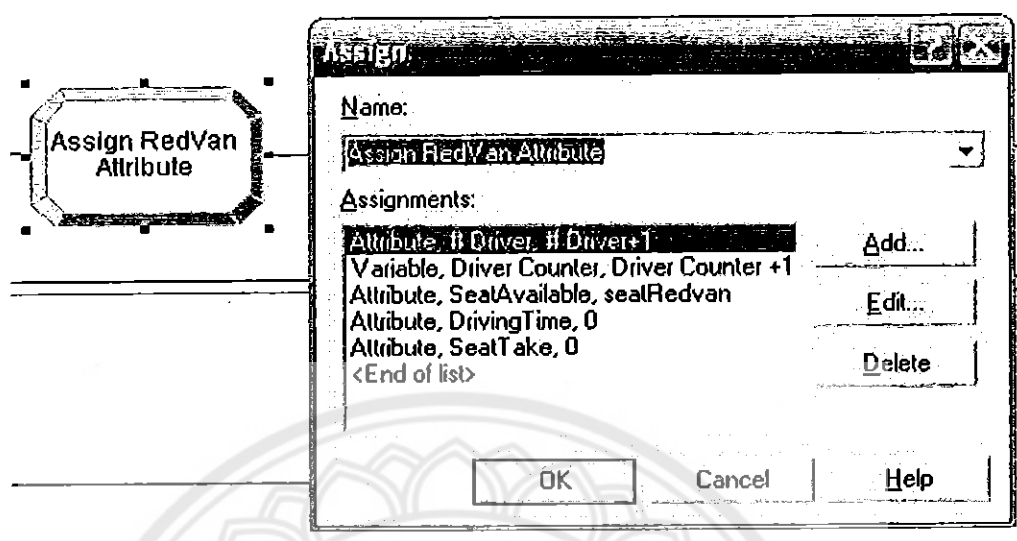 Assign RedVan
Attribute
Assign
Name:
Assign RedVan Attribute
Assignments:
Attribute, # Driver, # Driver+1
Variable, Driver Counter, Driver Counter +1
Attribute, SeatAvailable, seatRedvan
Attribute, DrivingTime, 0
Attribute, SeatTake, 0
<End of list>
Add...
Edit...
Delete
OK
Cancel
Help